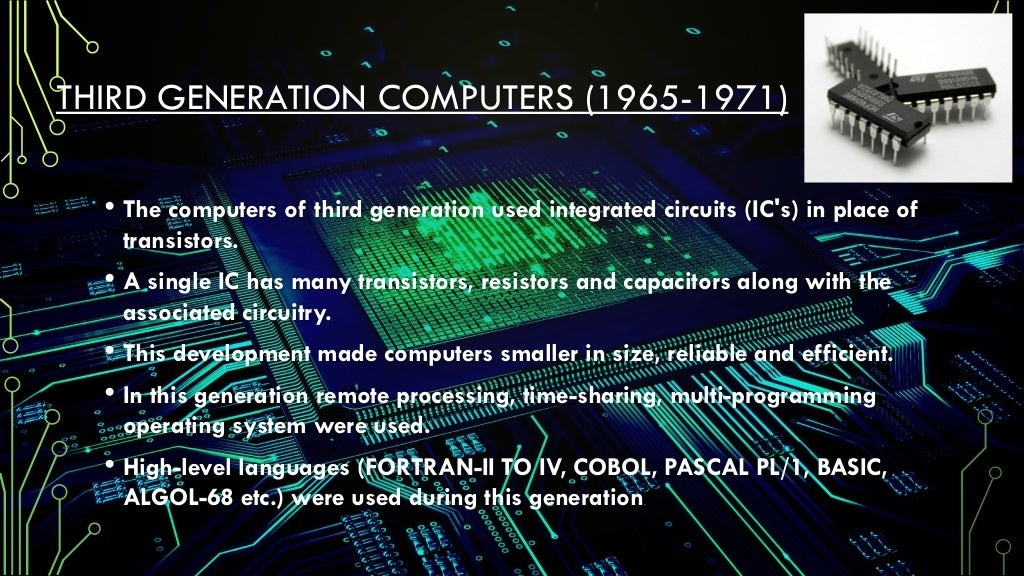 THIRD GENERATION COMPUTERS (1965-1971)
• The computers of third generation used integrated circuits (IC's) in place of
transistors.
• A single IC has many transistors, resistors and capacitors along with the
associated circuitry.
• This development made computers smaller in size, reliable and efficient.
• In this generation remote processing, time-sharing, multi-programming
operating system were used.
• High-level languages (FORTRAN-II TO IV, COBOL, PASCAL PL/1, BASIC,
ALGOL-68 etc.) were used during this generation